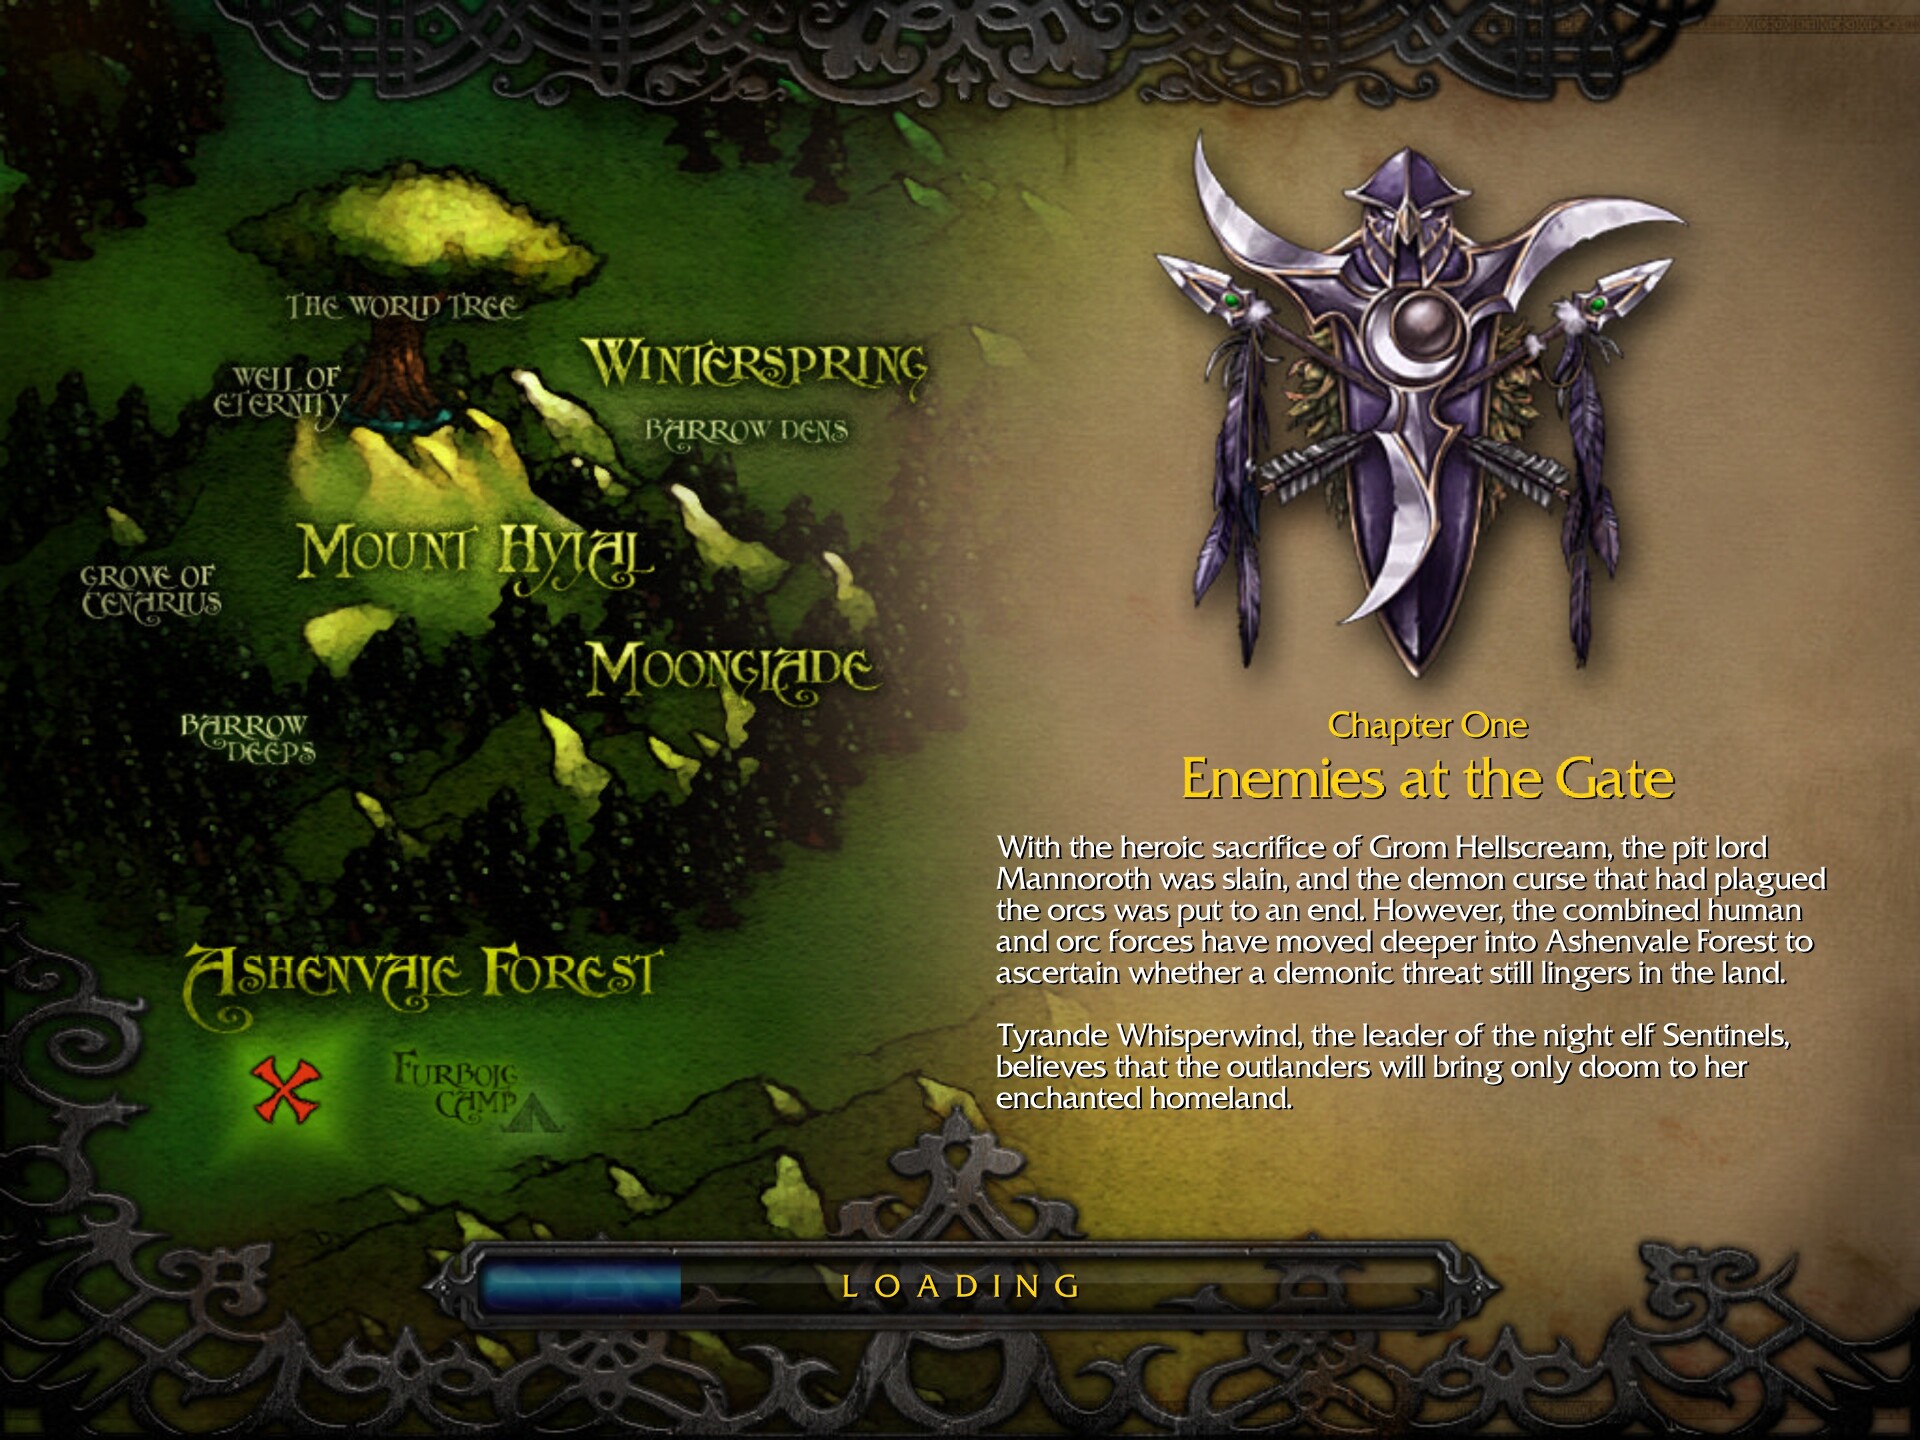 THE WORLD TREE
WELL OF
ETERNITY
WINTERSPRING
BARROW DENS
MOUNT HYJAL
GROVE OF
CENARIUS
MOONGLADE
BARROW
DEEPS
ASHENVALE FOREST
FURBOLG
CAMP
Chapter One
Enemies at the Gate
With the heroic sacrifice of Grom Hellscream, the pit lord
Mannoroth was slain, and the demon curse that had plagued
the orcs was put to an end. However, the combined human
and orc forces have moved deeper into Ashenvale Forest to
ascertain whether a demonic threat still lingers in the land.
Tyrande Whisperwind, the leader of the night elf Sentinels,
believes that the outlanders will bring only doom to her
enchanted homeland.
LOADING